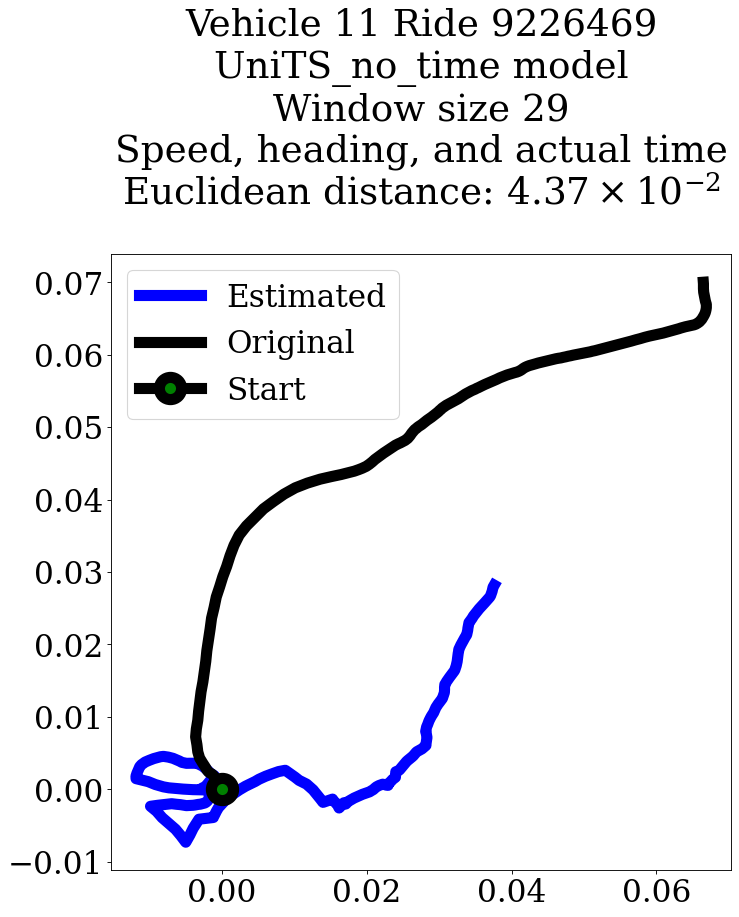 Vehicle 11 Ride 9226469
UniTS_no_time model
Window size 29
Speed, heading, and actual time
Euclidean distance: 4.37 × 10⁻²
Estimated
Original
Start
0.07
0.06
0.05
0.04
0.03
0.02
0.01
0.00
−0.01
0.00 0.02 0.04 0.06